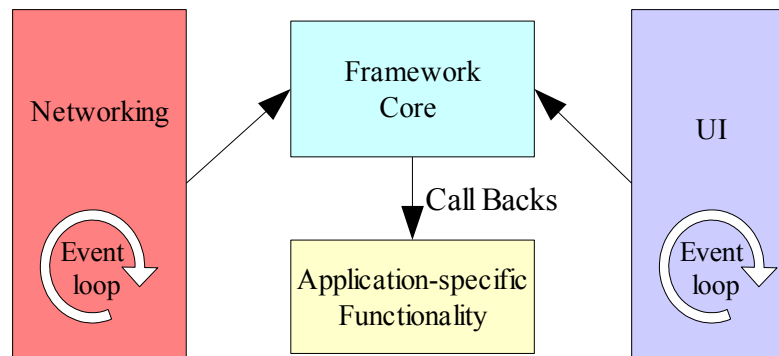 Networking
Event
loop
Framework
Core
Call Backs
Application-specific
Functionality
UI
Event
loop